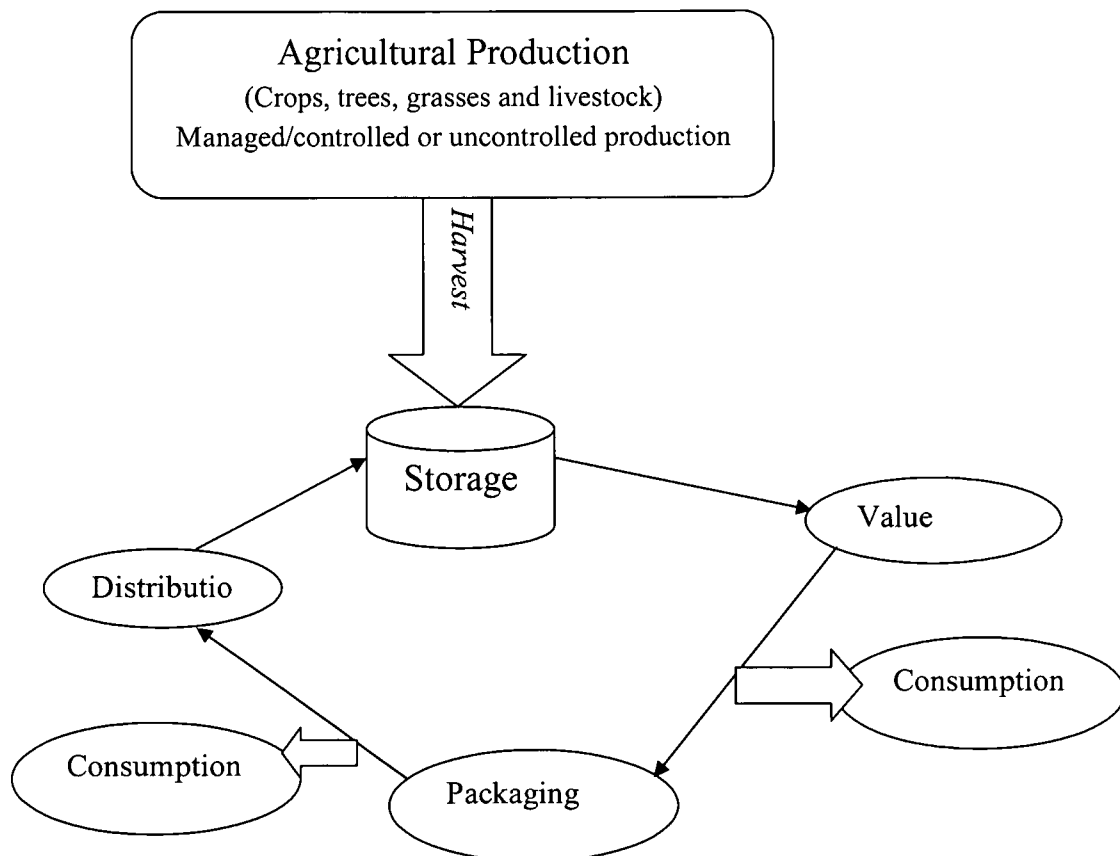 Agricultural Production
(Crops, trees, grasses and livestock)
Managed/controlled or uncontrolled production
Harvest
Storage
Value
Distributio
Consumption
Consumption
Packaging